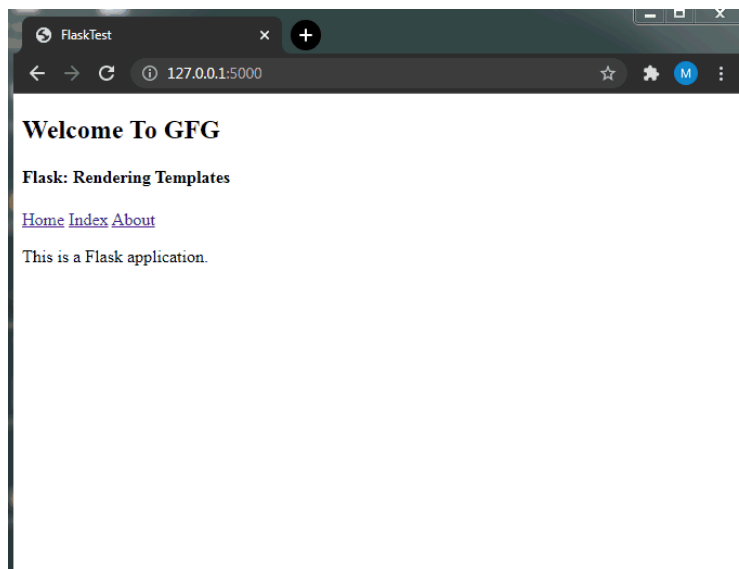 FlaskTest
127.0.0.1:5000
M
Welcome To GFG
Flask: Rendering Templates
Home Index About
This is a Flask application.